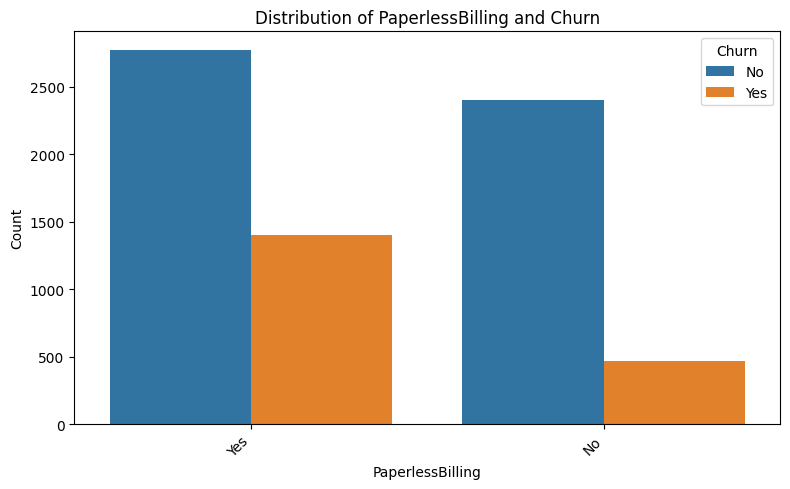 Distribution of PaperlessBilling and Churn
Churn
No
Yes
Count
2500
2000
1500
1000
500
0
Yes
No
PaperlessBilling